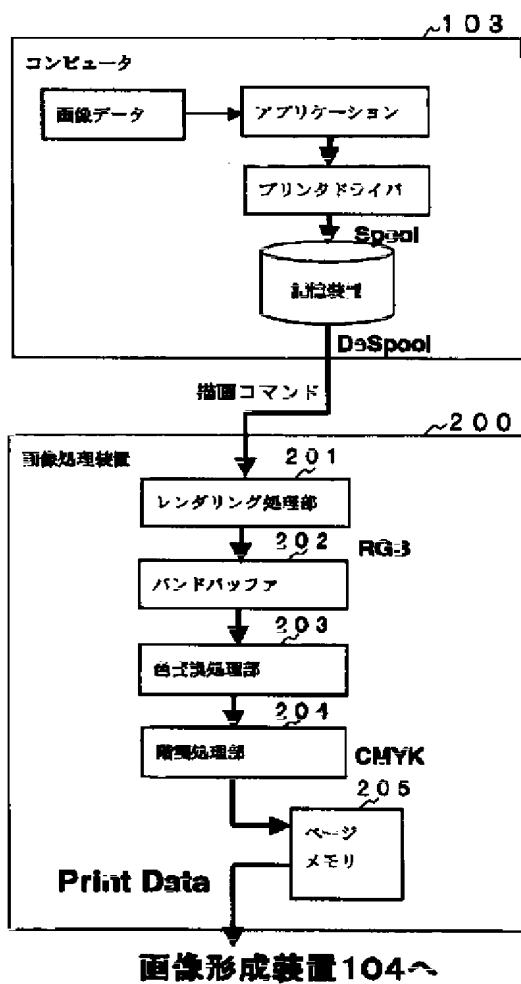 103
コンピュータ
画像データ
アプリケーション
プリンタドライバ
Spool
記憶装置
DeSpool
描画コマンド
200
画像処理装置
201
レンダリング処理部
202
RGB
バンドバッファ
203
204
階調処理部
CMYK
205
ページ
メモリ
Print Data
画像形成装置104へ